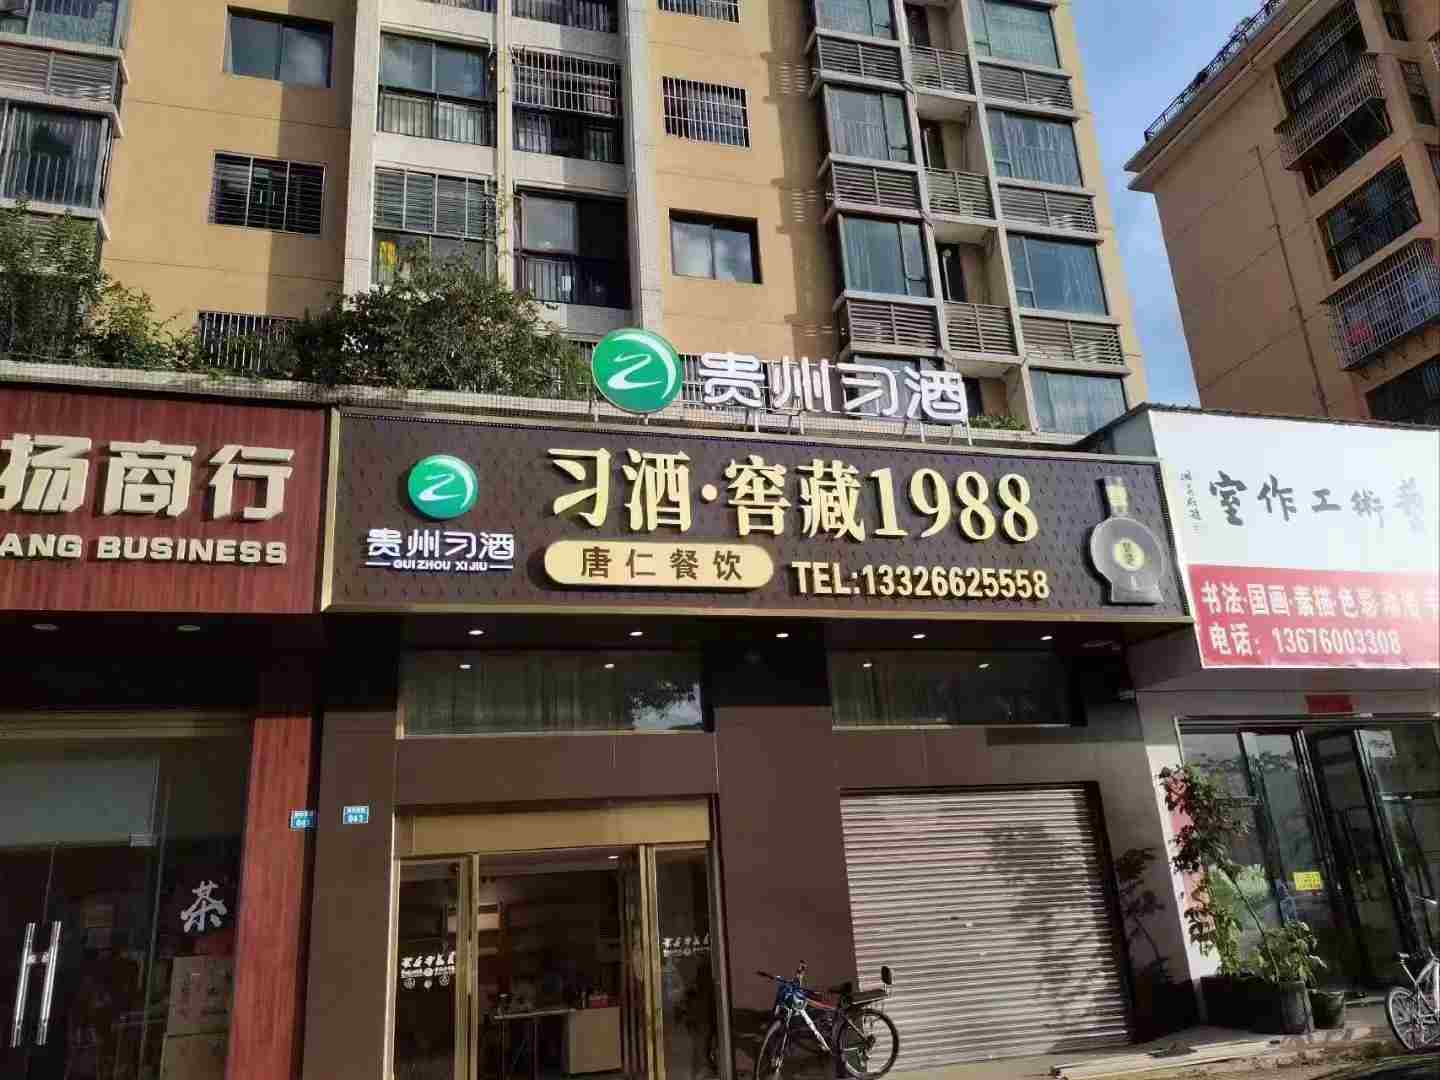 贵州习酒
扬商行
ANG BUSINESS
贵州习酒
GUIZHOU XIJIU
习酒·窖藏1988
唐仁餐饮
TEL:13326625558
室作工術藝
书法·国画·素描·色彩
电话：13676003308
茶